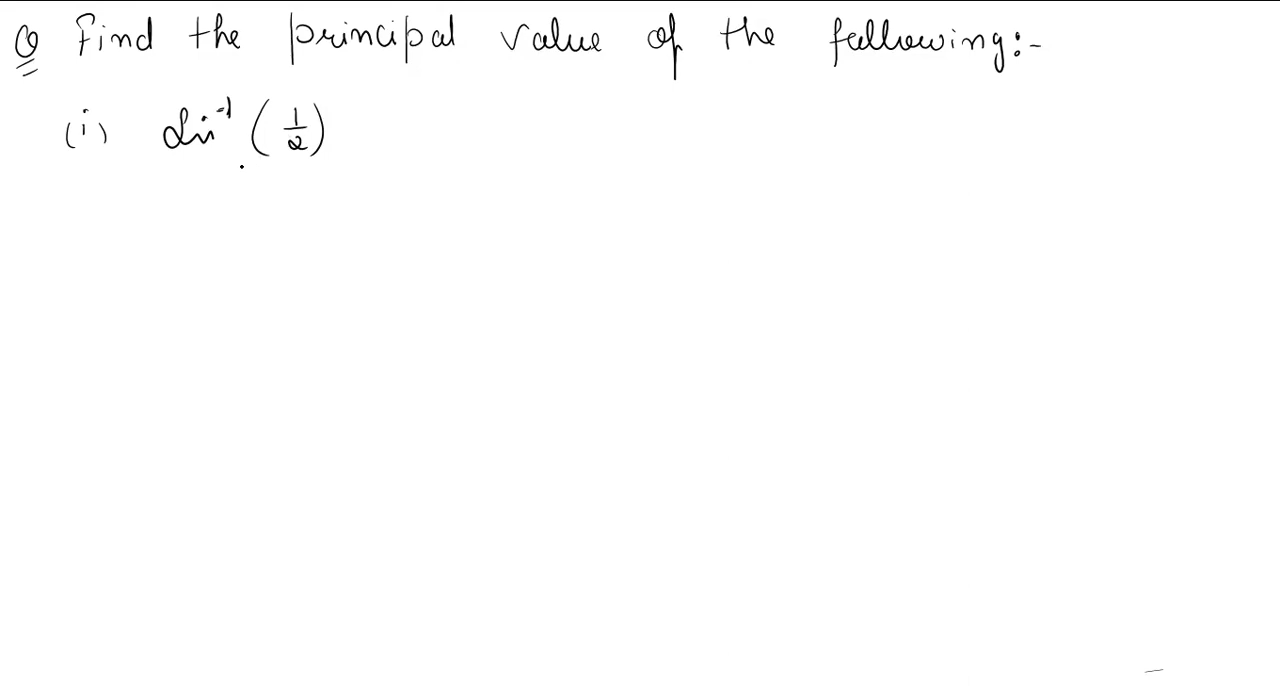 Q Find the principal value of the following:-
(i) Sin⁻¹ (1/2)